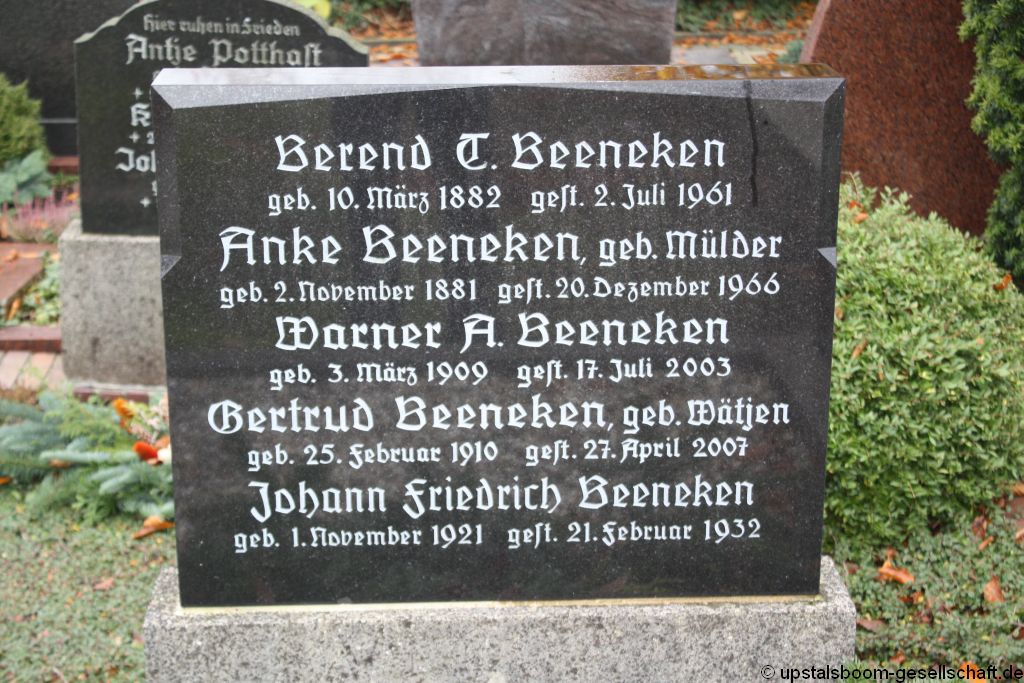 Hier ruhen in Frieden
Antje Potthast
Berend T. Beeneken
geb. 10. März 1882 gest. 2. Juli 1961
Anke Beeneken, geb. Mülder
geb. 2. November 1881 gest. 20. Dezember 1966
Warner A. Beeneken
geb. 3. März 1909 gest. 17. Juli 2003
Gertrud Beeneken, geb. Wätjen
geb. 25. Februar 1910 gest. 27. April 2007
Johann Friedrich Beeneken
geb. 1. November 1921 gest. 21. Februar 1932
© upstalsboom-gesellschaft.de